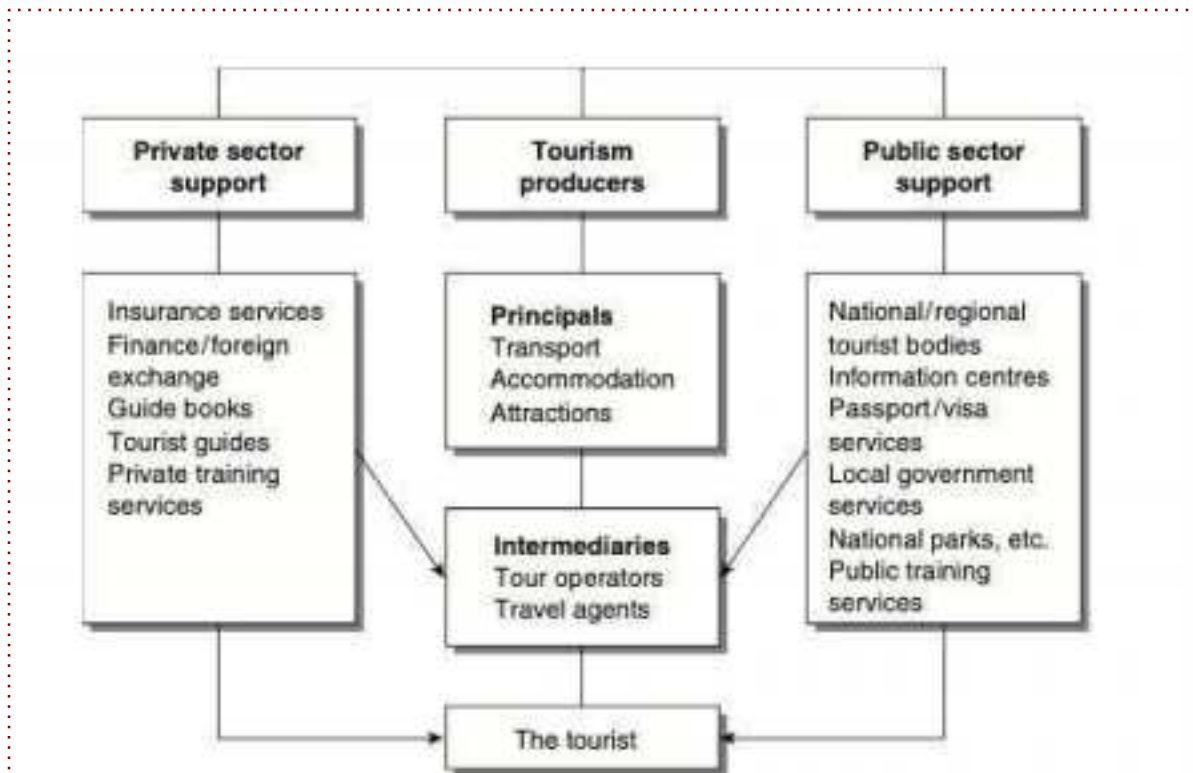 Private sector
support
Tourism
producers
Public sector
support
Insurance services
Finance/foreign
exchange
Guide books
Tourist guides
Private training
services
Principals
Transport
Accommodation
Attractions
National/regional
tourist bodies
Information centres
Passport/visa
services
Local government
services
National parks, etc.
Public training
services
Intermediaries
Tour operators
Travel agents
The tourist